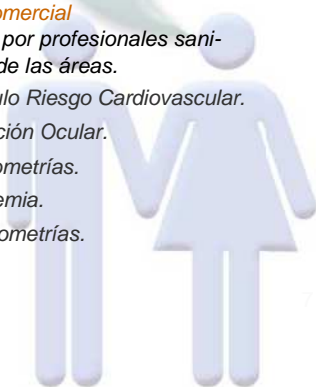 omercial
por profesionales sani-
de las áreas.
ulo Riesgo Cardiovascular.
ción Ocular.
ometrías.
emia.
ometrías.